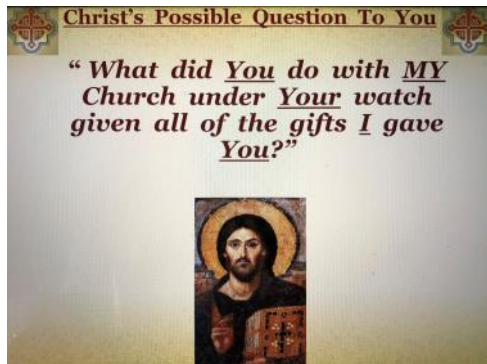 Christ's Possible Question To You
“ What did You do with MY
Church under Your watch
given all of the gifts I gave
You?”